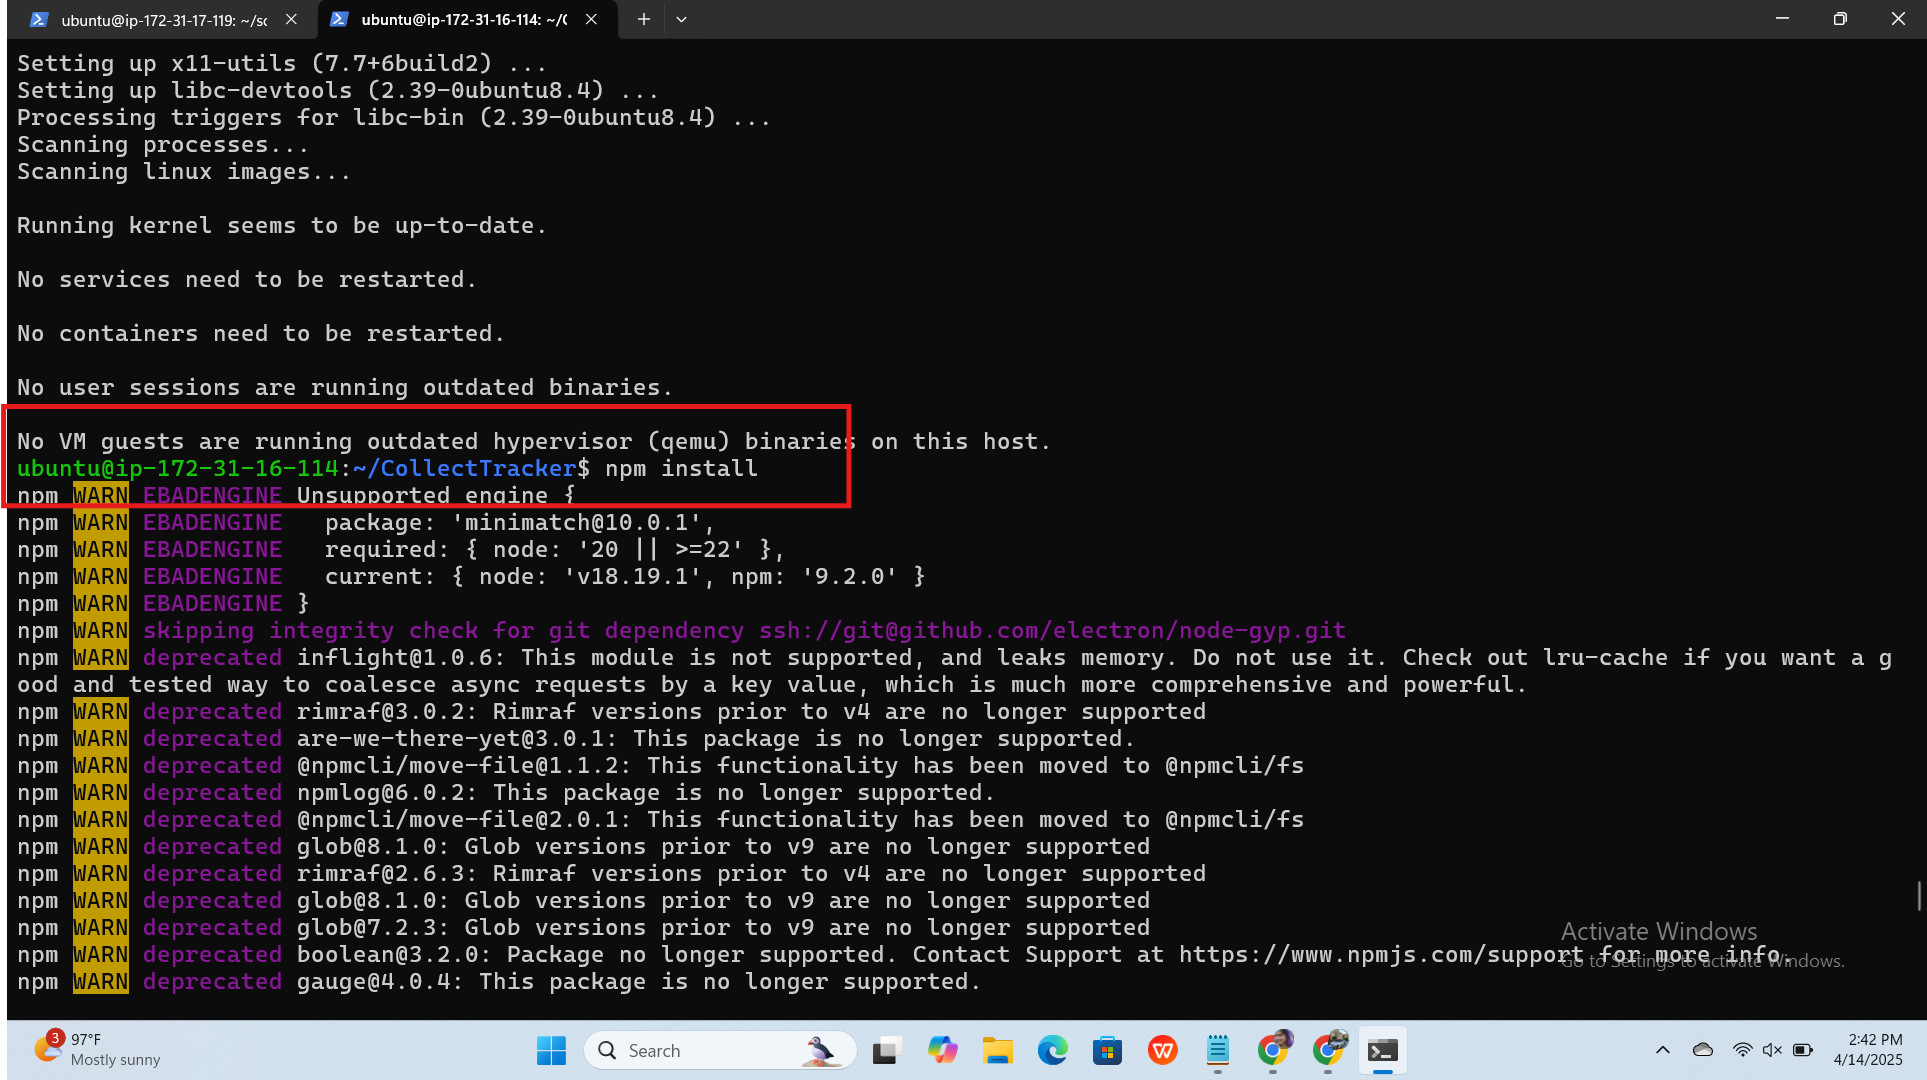 ubuntu@ip-172-31-17-119: ~/sc
ubuntu@ip-172-31-16-114: ~/C
Setting up x11-utils (7.7+6build2) ...
Setting up libc-devtools (2.39-0ubuntu8.4) ...
Processing triggers for libc-bin (2.39-0ubuntu8.4) ...
Scanning processes...
Scanning linux images...
Running kernel seems to be up-to-date.
No services need to be restarted.
No containers need to be restarted.
No user sessions are running outdated binaries.
No VM guests are running outdated hypervisor (qemu) binaries on this host.
ubuntu@ip-172-31-16-114:~/CollectTracker$ npm install
npm WARN EBADENGINE Unsupported engine {
npm WARN EBADENGINE   package: 'minimatch@10.0.1',
npm WARN EBADENGINE   required: { node: '20 || >=22' },
npm WARN EBADENGINE   current: { node: 'v18.19.1', npm: '9.2.0' }
npm WARN EBADENGINE }
npm WARN skipping integrity check for git dependency ssh://git@github.com/electron/node-gyp.git
npm WARN deprecated inflight@1.0.6: This module is not supported, and leaks memory. Do not use it. Check out lru-cache if you want a g
ood and tested way to coalesce async requests by a key value, which is much more comprehensive and powerful.
npm WARN deprecated rimraf@3.0.2: Rimraf versions prior to v4 are no longer supported
npm WARN deprecated are-we-there-yet@3.0.1: This package is no longer supported.
npm WARN deprecated @npmcli/move-file@1.1.2: This functionality has been moved to @npmcli/fs
npm WARN deprecated npmlog@6.0.2: This package is no longer supported.
npm WARN deprecated @npmcli/move-file@2.0.1: This functionality has been moved to @npmcli/fs
npm WARN deprecated glob@8.1.0: Glob versions prior to v9 are no longer supported
npm WARN deprecated rimraf@2.6.3: Rimraf versions prior to v4 are no longer supported
npm WARN deprecated glob@8.1.0: Glob versions prior to v9 are no longer supported
npm WARN deprecated glob@7.2.3: Glob versions prior to v9 are no longer supported
npm WARN deprecated boolean@3.2.0: Package no longer supported. Contact Support at https://www.npmjs.com/support for more info.
npm WARN deprecated gauge@4.0.4: This package is no longer supported.
Activate Windows
Go to Settings to activate Windows.
3
97°F
Mostly sunny
Search
2:42 PM
4/14/2025